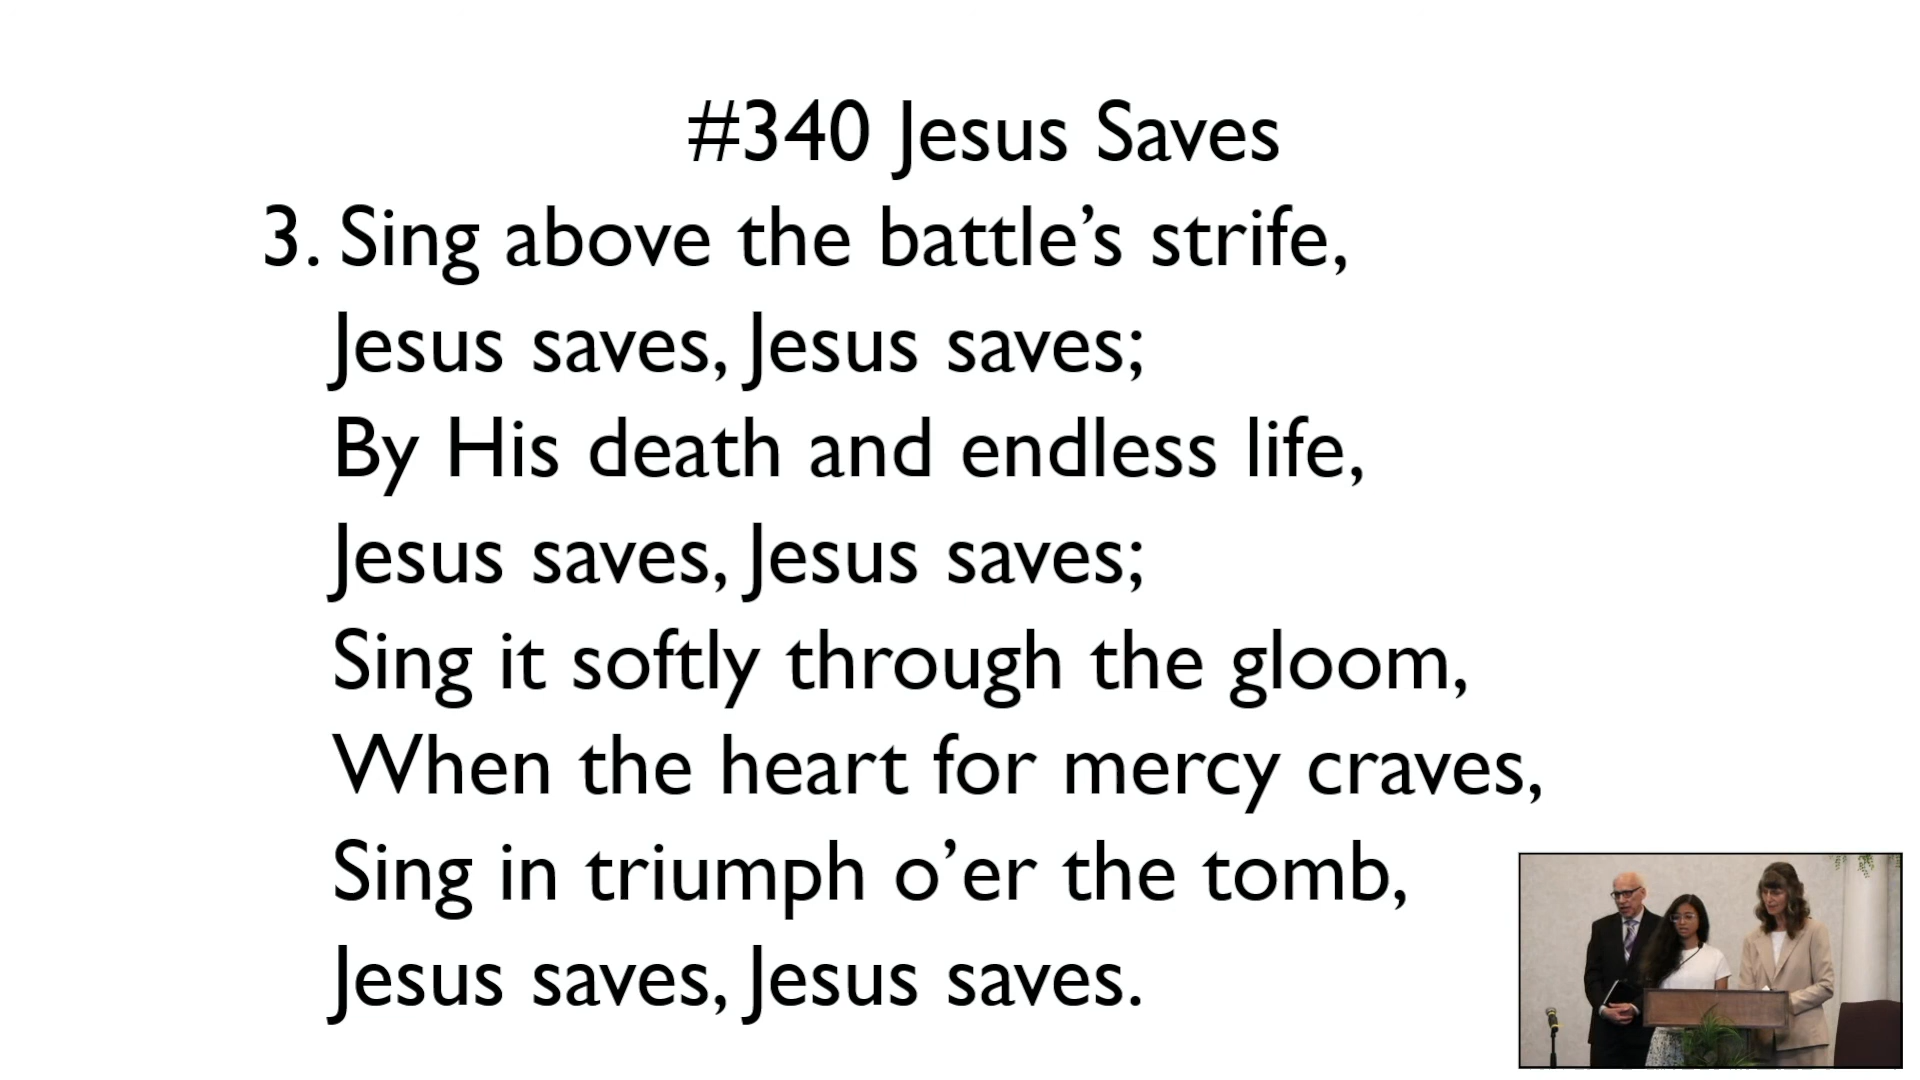 #340 Jesus Saves
3. Sing above the battle’s strife,
Jesus saves, Jesus saves;
By His death and endless life,
Jesus saves, Jesus saves;
Sing it softly through the gloom,
When the heart for mercy craves,
Sing in triumph o’er the tomb,
Jesus saves, Jesus saves.